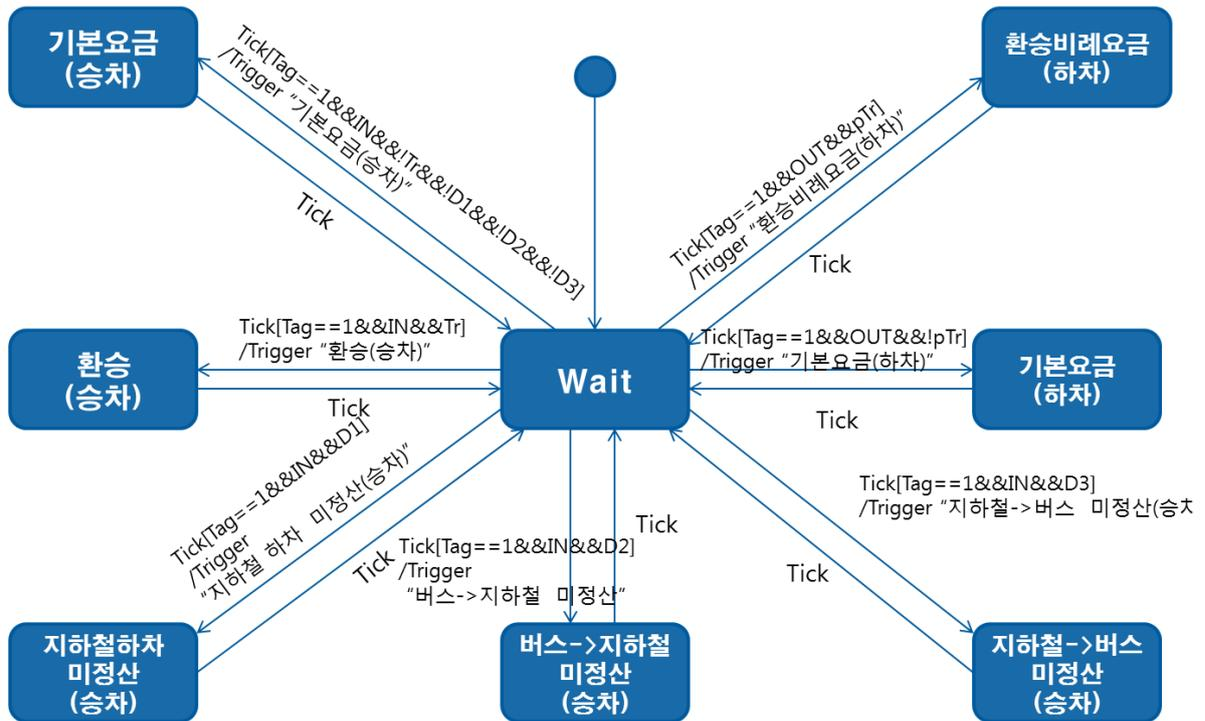 기본요금
(승차)
Tick[Tag==1&&IN&&!Tr&&!D1&&!D2&&!D3]
/Trigger “기본요금(승차)”
Tick
환승비례요금
(하차)
Tick[Tag==1&&OUT&&pTr]
/Trigger “환승비례요금(하차)”
Tick
환승
(승차)
Tick[Tag==1&&IN&&Tr]
/Trigger “환승(승차)”
Tick
Wait
Tick[Tag==1&&OUT&&!pTr]
/Trigger “기본요금(하차)”
Tick
기본요금
(하차)
Tick[Tag==1&&IN&&D1]
/Trigger
“지하철 하차 미정산(승차)”
Tick
Tick[Tag==1&&IN&&D2]
/Trigger
“버스->지하철 미정산”
Tick
Tick[Tag==1&&IN&&D3]
/Trigger “지하철->버스 미정산(승차
Tick
지하철하차
미정산
(승차)
버스->지하철
미정산
(승차)
지하철->버스
미정산
(승차)